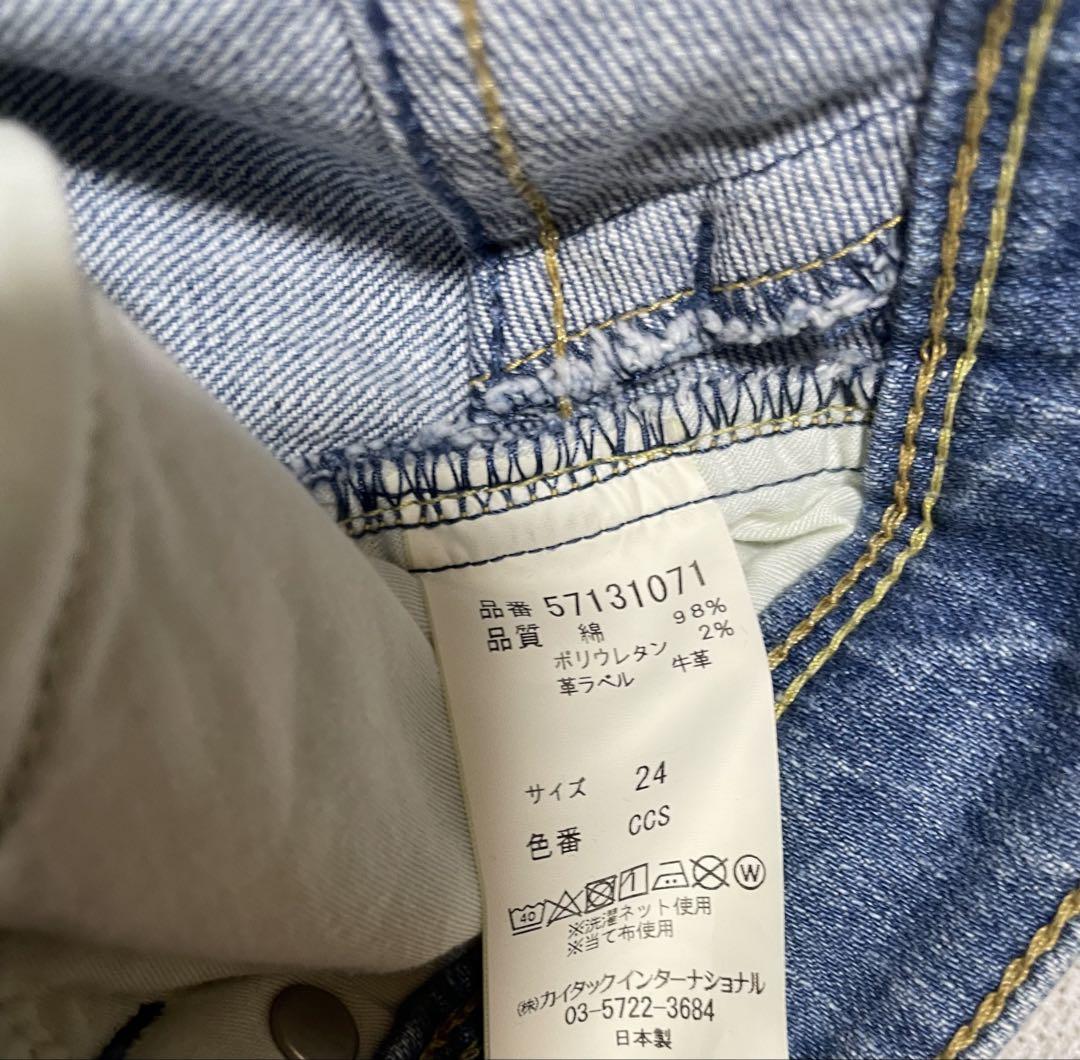 品番 57131071
品質 綿 98%
ポリウレタン 2%
革ラベル 牛革
サイズ 24
色番 CCS
40 W
※洗濯ネット使用
※当て布使用
㈱カイタックインターナショナル
03-5722-3684
日本製